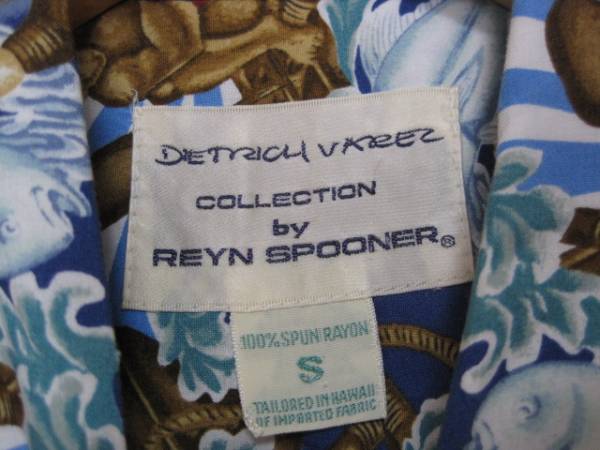 DIETRICH VAREZ
COLLECTION
by
REYN SPOONER®
100% SPUN RAYON
S
TAILORED IN HAWAII
OF IMPORTED FABRIC